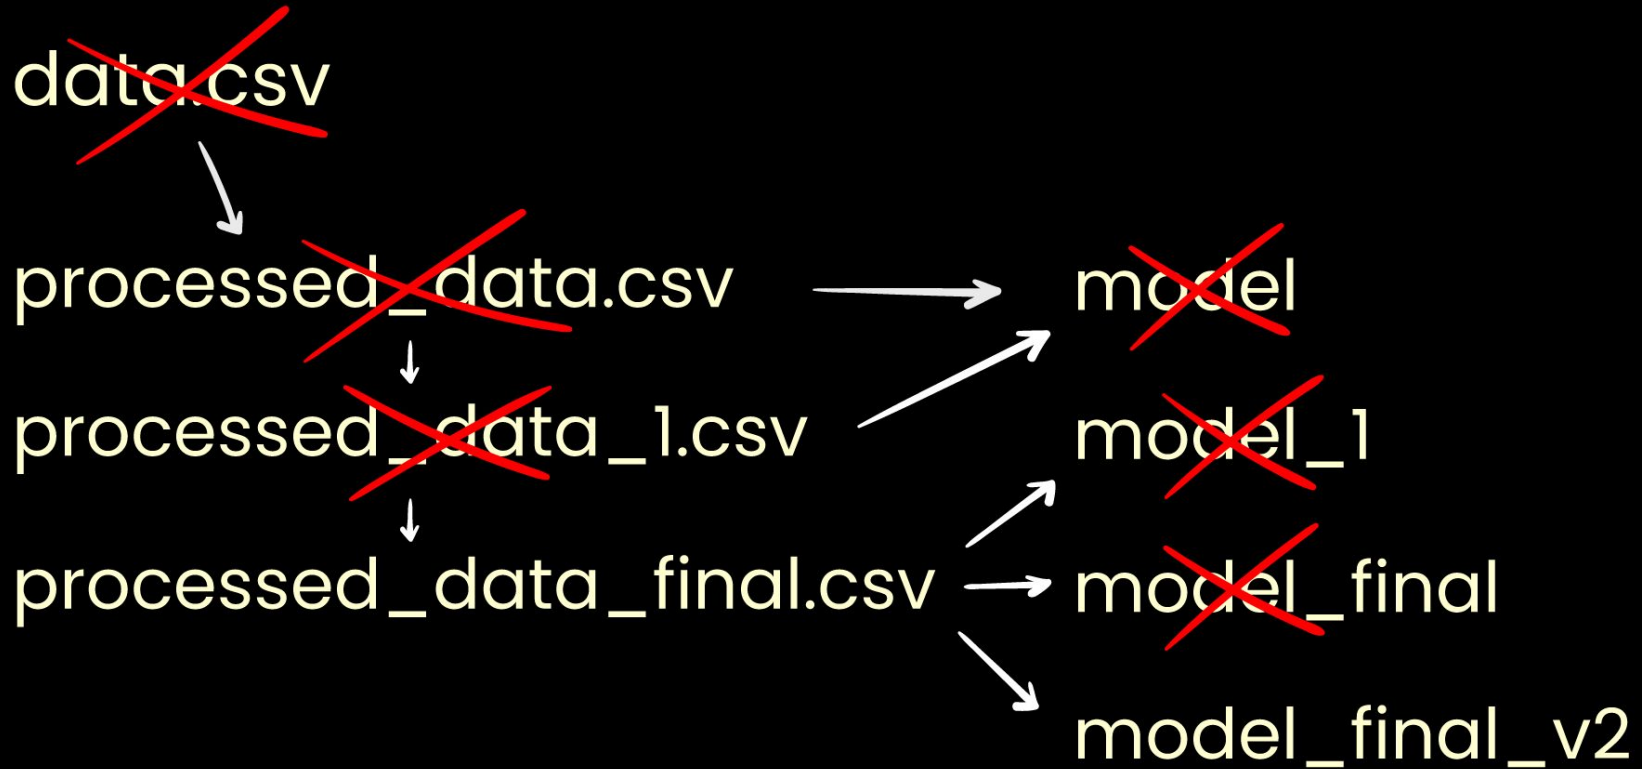 data.csv
processed_data.csv
model
processed_data_1.csv
model_1
processed_data_final.csv
model_final
model_final_v2